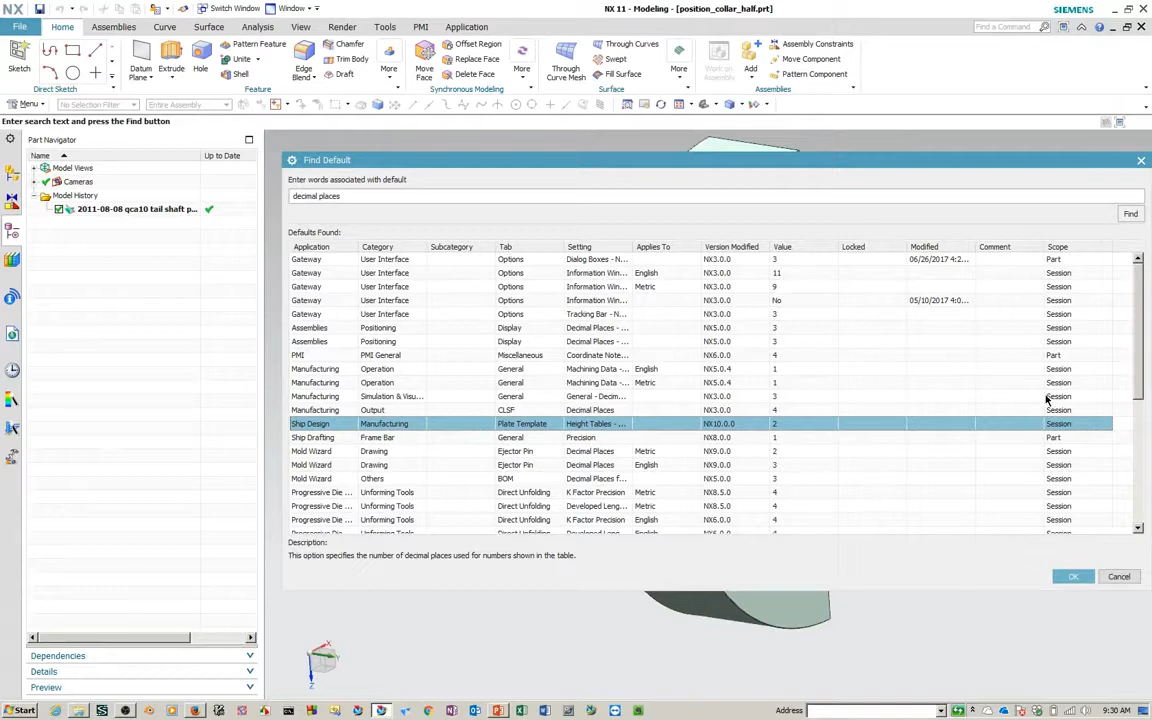 NX Switch Window Window NX 11 - Modeling - [position_collar_half.prt] SIEMENS
File Home Assemblies Curve Surface Analysis View Render Tools PMI Application Find a Command
Sketch Datum Plane Extrude Hole Pattern Feature Unite Shell Edge Blend Chamfer Trim Body Draft More Move Face Offset Region Replace Face Delete Face More Through Curve Mesh Through Curves Swept Fill Surface More Work on Assembly Add Assembly Constraints Move Component Pattern Component
Direct Sketch Feature Synchronous Modeling Surface Assemblies
Menu No Selection Filter Entire Assembly
Enter search text and press the Find button
Part Navigator
Name Up to Date
Model Views
Cameras
Model History
2011-08-08 qca10 tail shaft p...
Find Default
Enter words associated with default
decimal places
Find
Defaults Found:
Application Category Subcategory Tab Setting Applies To Version Modified Value Locked Modified Comment Scope
Gateway User Interface Options Dialog Boxes - N... NX3.0.0 3 06/26/2017 4:2... Part
Gateway User Interface Options Information Win... English NX3.0.0 11 Session
Gateway User Interface Options Information Win... Metric NX3.0.0 9 Session
Gateway User Interface Options Information Win... NX3.0.0 No 05/10/2017 4:0... Session
Gateway User Interface Options Tracking Bar - N... NX3.0.0 3 Session
Assemblies Positioning Display Decimal Places - ... NX5.0.0 3 Session
Assemblies Positioning Display Decimal Places - ... NX5.0.0 3 Session
PMI PMI General Miscellaneous Coordinate Note... NX6.0.0 4 Part
Manufacturing Operation General Machining Data -... English NX5.0.4 1 Session
Manufacturing Operation General Machining Data -... Metric NX5.0.4 1 Session
Manufacturing Simulation & Visu... General General - Decim... NX3.0.0 3 Session
Manufacturing Output CLSF Decimal Places NX3.0.0 4 Session
Ship Design Manufacturing Plate Template Height Tables - ... NX10.0.0 2 Session
Ship Drafting Frame Bar General Precision NX8.0.0 1 Part
Mold Wizard Drawing Ejector Pin Decimal Places Metric NX9.0.0 2 Session
Mold Wizard Drawing Ejector Pin Decimal Places English NX9.0.0 3 Session
Mold Wizard Others BOM Decimal Places f... NX5.0.0 3 Session
Progressive Die ... Unforming Tools Direct Unfolding K Factor Precision Metric NX8.5.0 4 Session
Progressive Die ... Unforming Tools Direct Unfolding Developed Leng... Metric NX8.5.0 4 Session
Progressive Die ... Unforming Tools Direct Unfolding K Factor Precision English NX6.0.0 4 Session
Description:
This option specifies the number of decimal places used for numbers shown in the table.
OK Cancel
X Y Z
Dependencies
Details
Preview
Start Address 9:30 AM